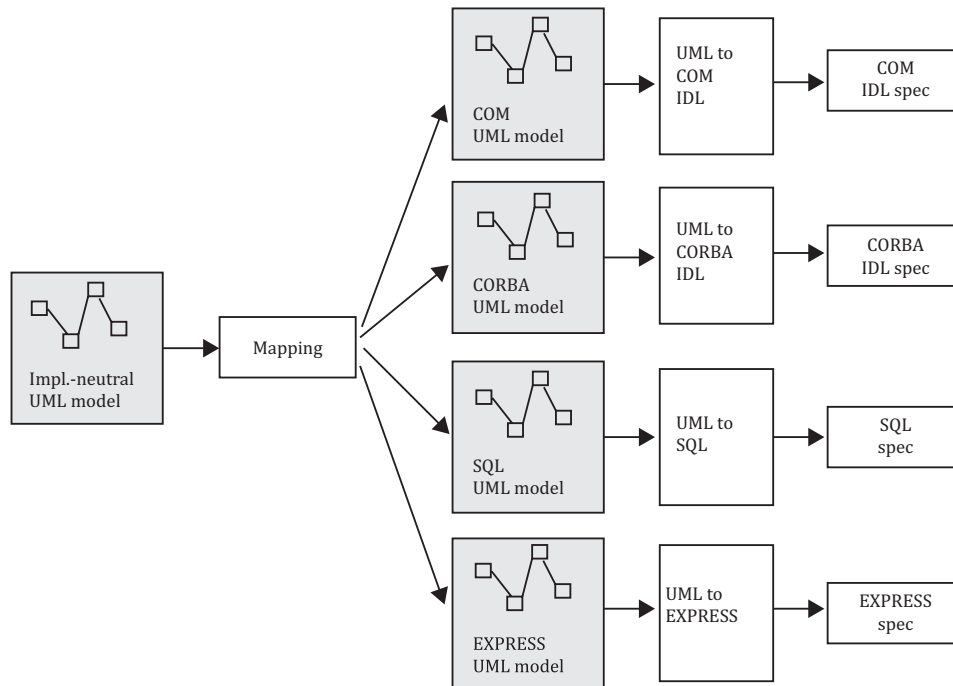 COM
UML model
UML to
COM
IDL
COM
IDL spec
CORBA
UML model
UML to
CORBA
IDL
CORBA
IDL spec
Impl.-neutral
UML model
Mapping
SQL
UML model
UML to
SQL
SQL
spec
EXPRESS
UML model
UML to
EXPRESS
EXPRESS
spec